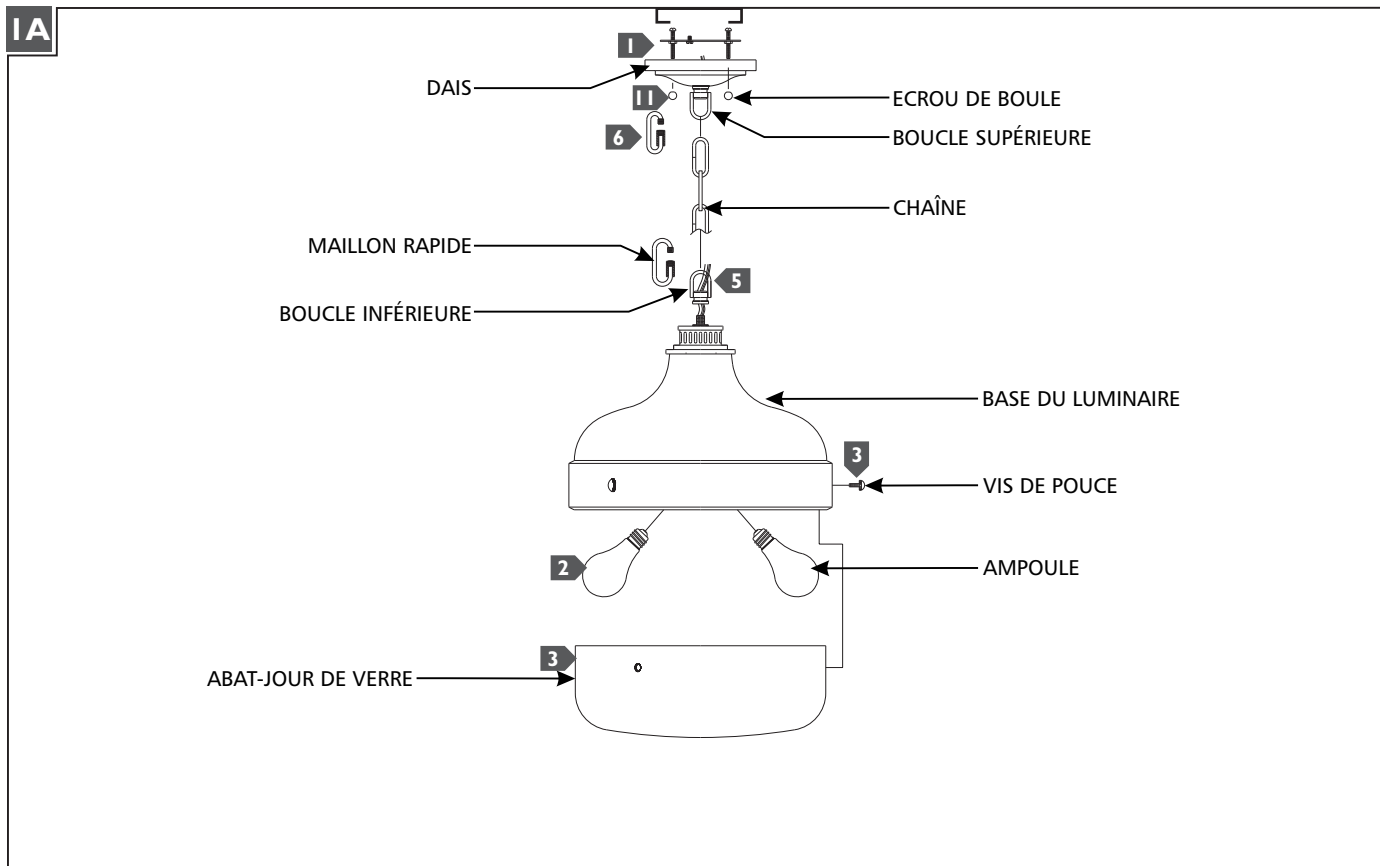 1A
1
DAIS
11
ECROU DE BOULE
6
BOUCLE SUPÉRIEURE
CHAÎNE
MAILLON RAPIDE
5
BOUCLE INFÉRIEURE
BASE DU LUMINAIRE
3
VIS DE POUCE
2
AMPOULE
3
ABAT-JOUR DE VERRE